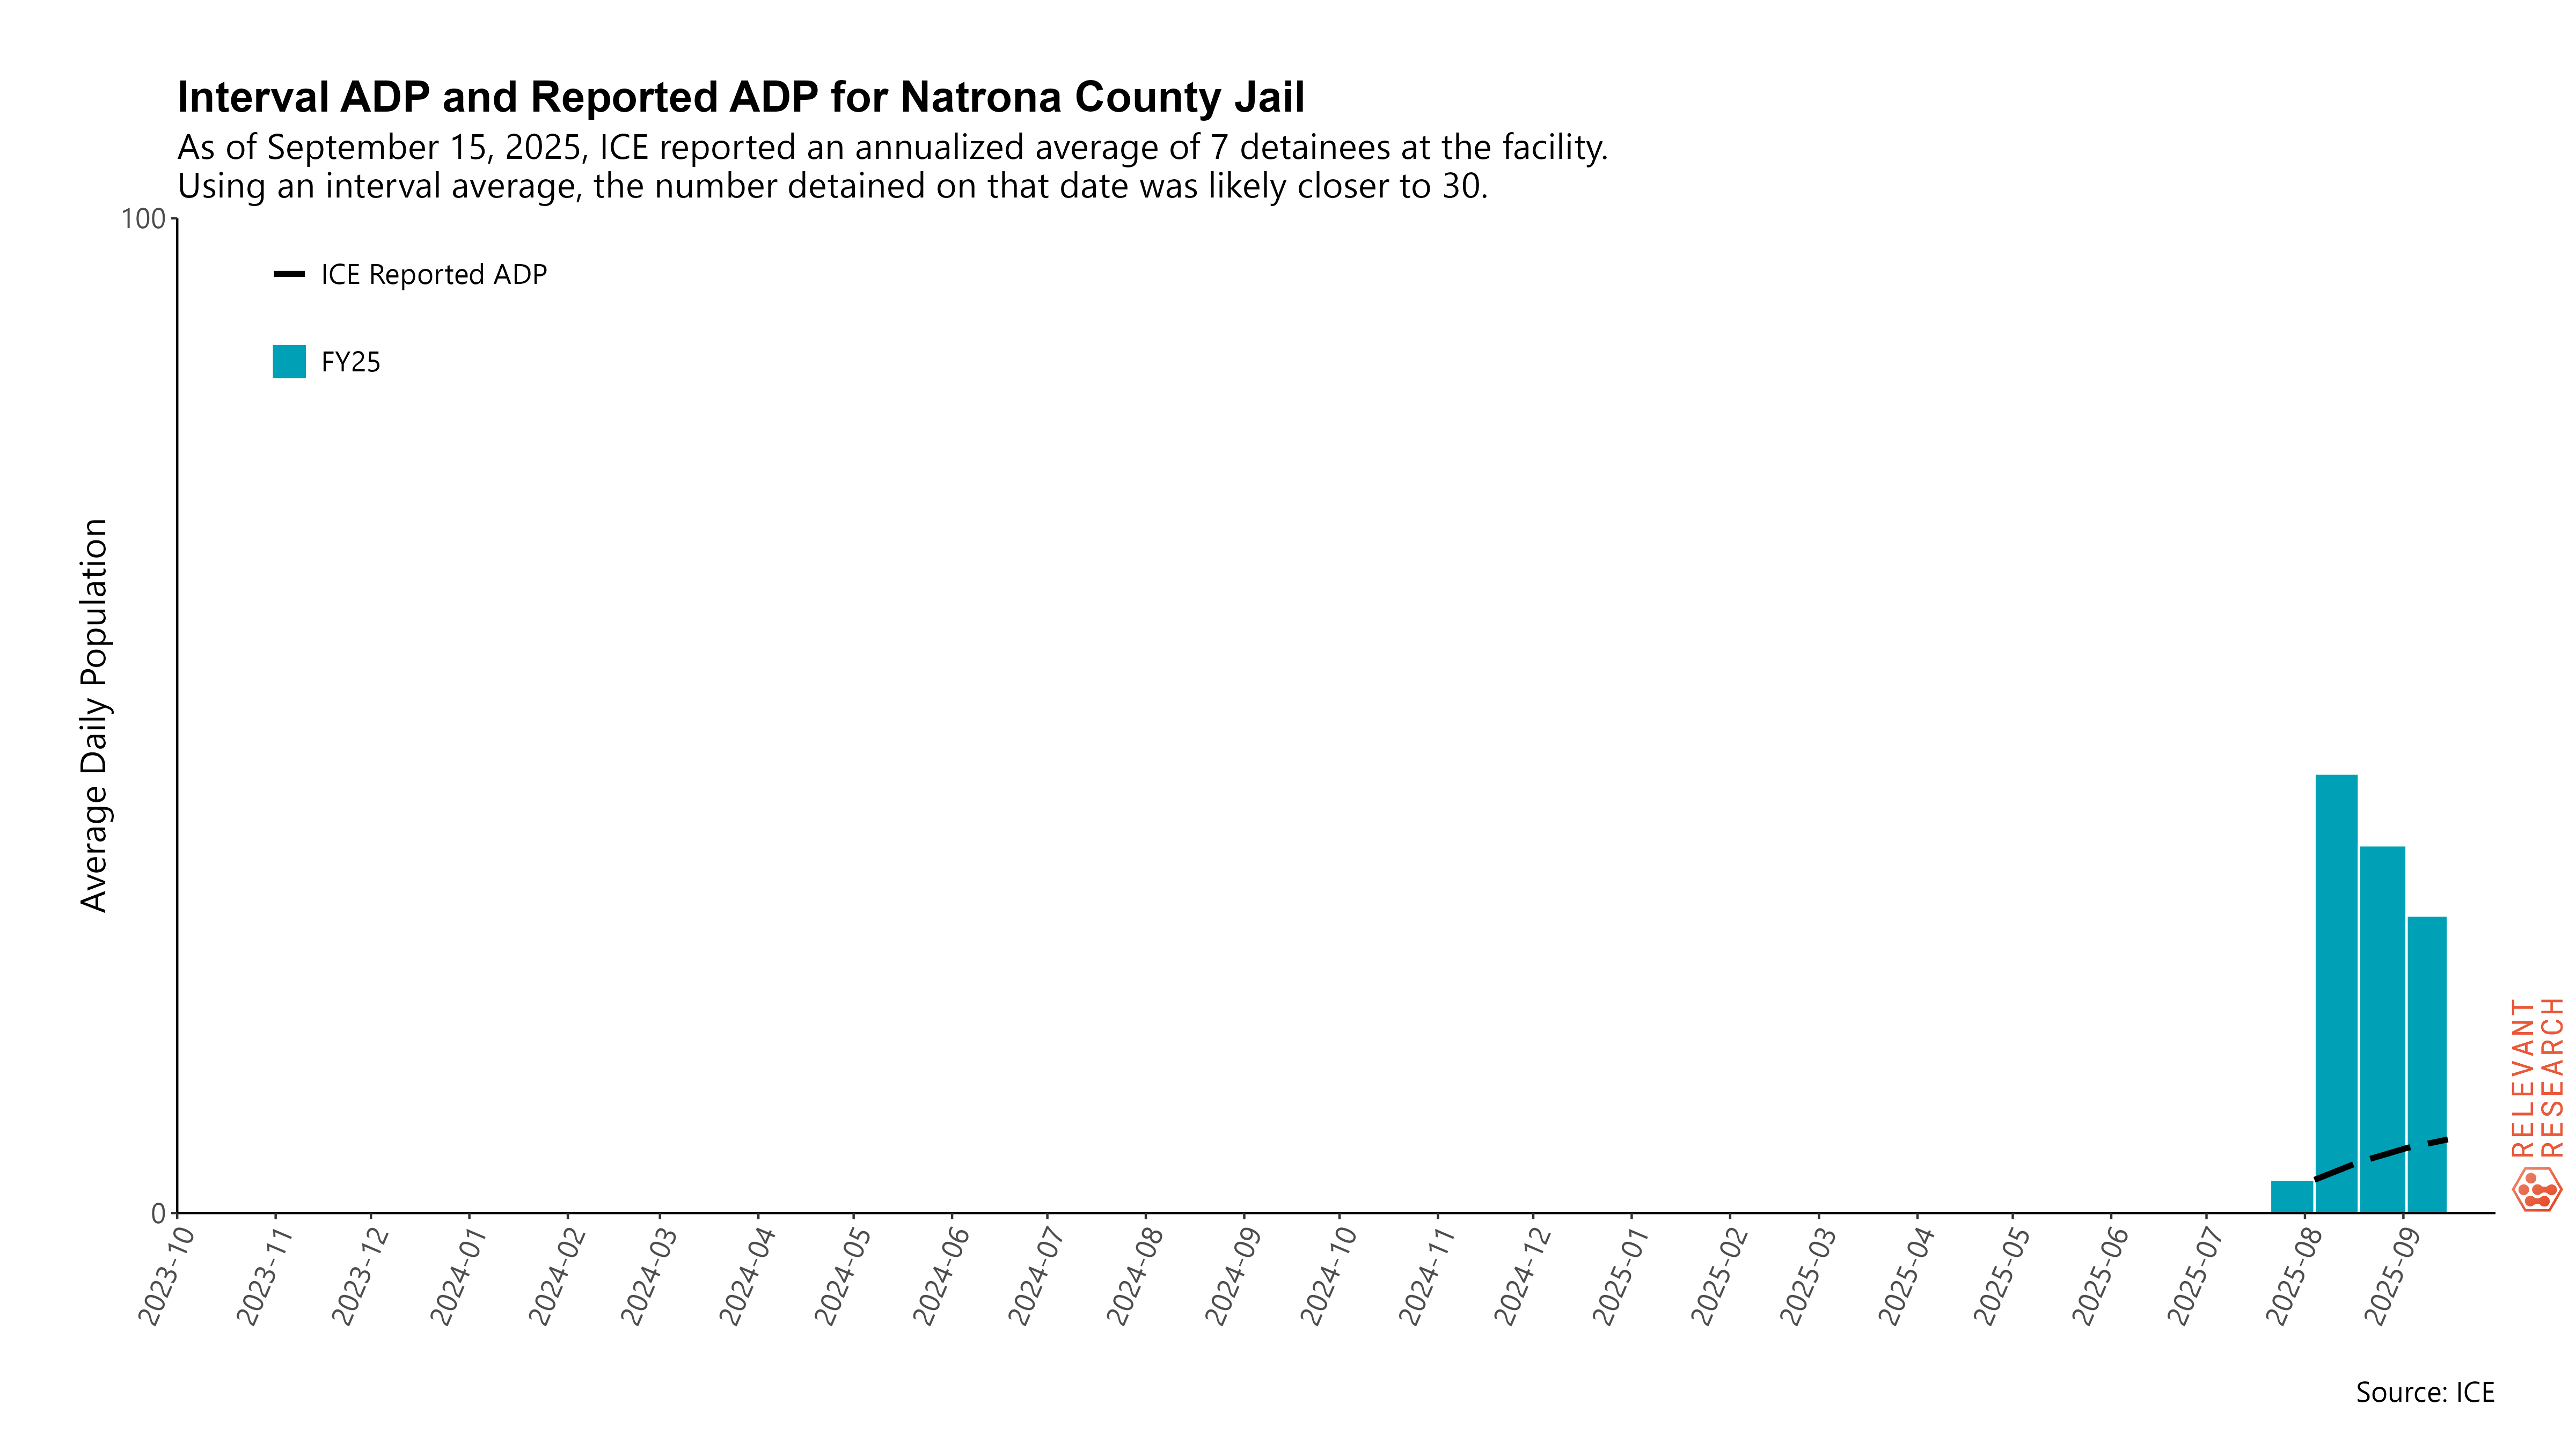 Interval ADP and Reported ADP for Natrona County Jail
As of September 15, 2025, ICE reported an annualized average of 7 detainees at the facility.
Using an interval average, the number detained on that date was likely closer to 30.
100
ICE Reported ADP
FY25
Average Daily Population
0
2023-10
2023-11
2023-12
2024-01
2024-02
2024-03
2024-04
2024-05
2024-06
2024-07
2024-08
2024-09
2024-10
2024-11
2024-12
2025-01
2025-02
2025-03
2025-04
2025-05
2025-06
2025-07
2025-08
2025-09
RELEVANT
RESEARCH
Source: ICE